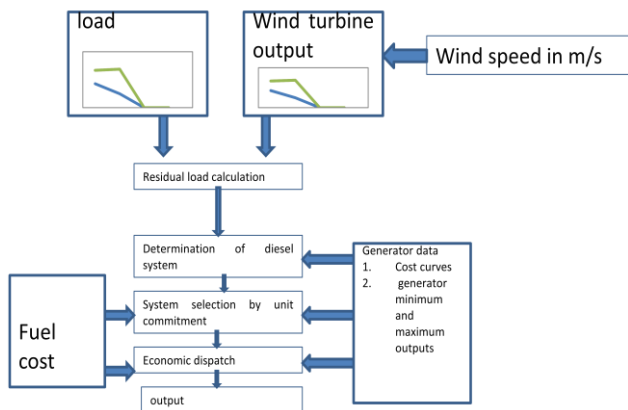 load
Wind turbine
output
Wind speed in m/s
Residual load calculation
Determination of diesel
system
Generator data
1. Cost curves
2. generator
minimum
and
maximum
outputs
System selection by unit
commitment
Fuel
cost
Economic dispatch
output